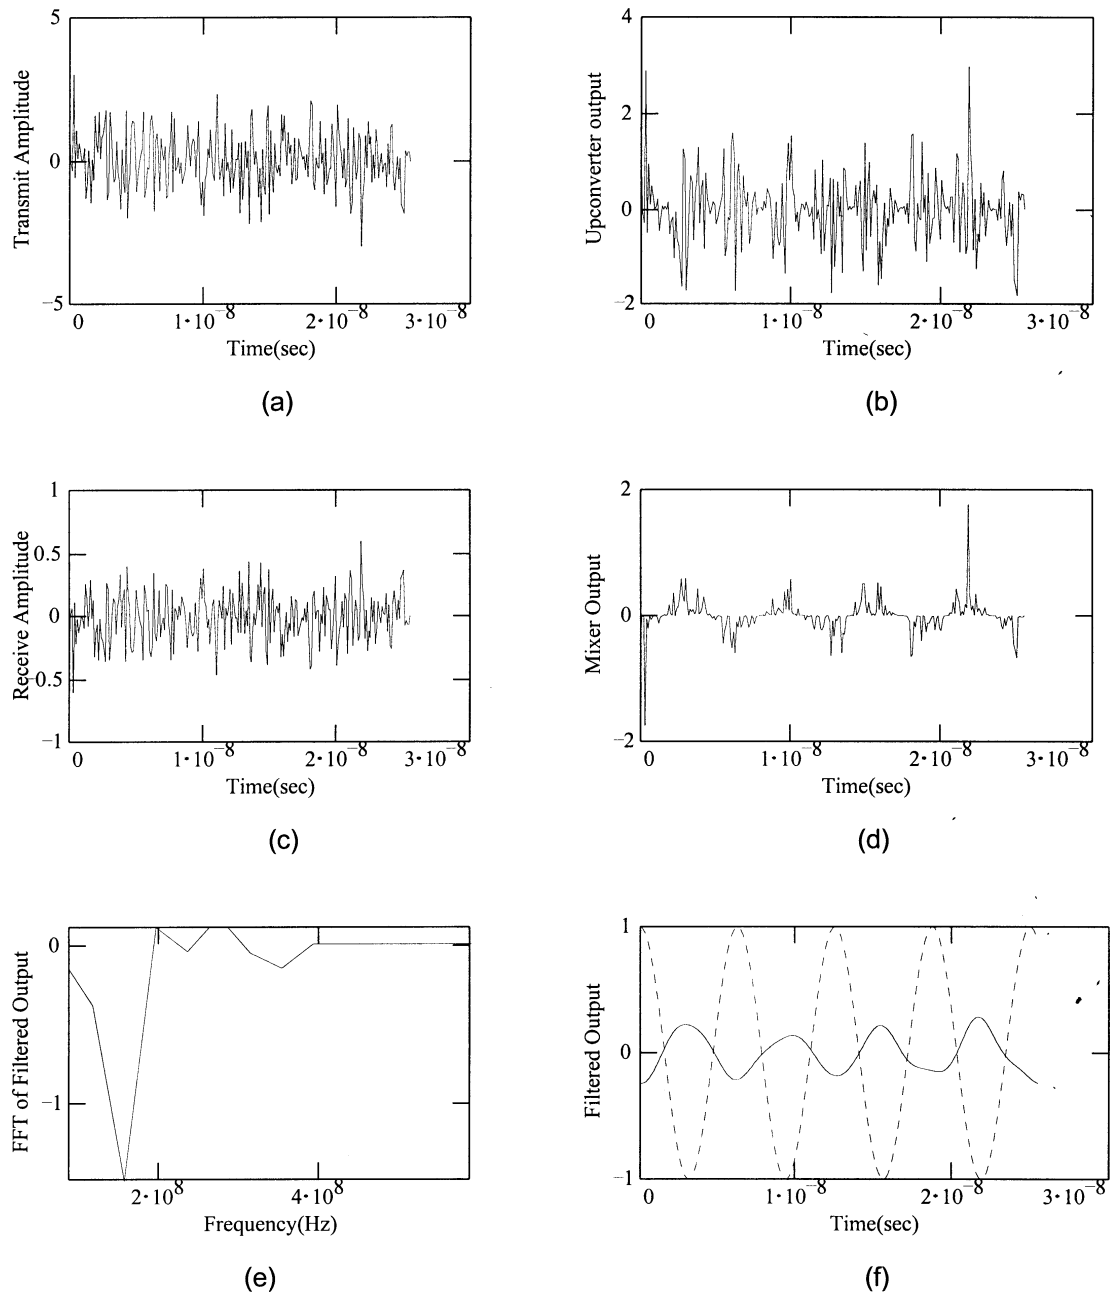 5
0
−5
Transmit Amplitude
0
1·10⁻⁸
2·10⁻⁸
3·10⁻⁸
Time(sec)
(a)
4
2
0
−2
Upconverter output
0
1·10⁻⁸
2·10⁻⁸
3·10⁻⁸
Time(sec)
(b)
1
0.5
0
−0.5
−1
Receive Amplitude
0
1·10⁻⁸
2·10⁻⁸
3·10⁻⁸
Time(sec)
(c)
2
0
−2
Mixer Output
0
1·10⁻⁸
2·10⁻⁸
3·10⁻⁸
Time(sec)
(d)
0
−1
FFT of Filtered Output
2·10⁸
4·10⁸
Frequency(Hz)
(e)
1
0
−1
Filtered Output
0
1·10⁻⁸
2·10⁻⁸
3·10⁻⁸
Time(sec)
(f)